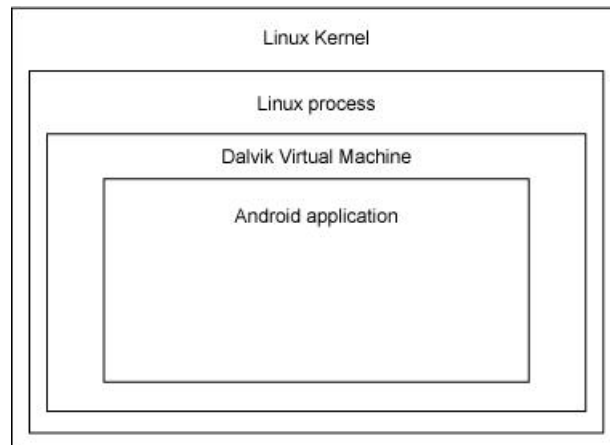 Linux Kernel
Linux process
Dalvik Virtual Machine
Android application